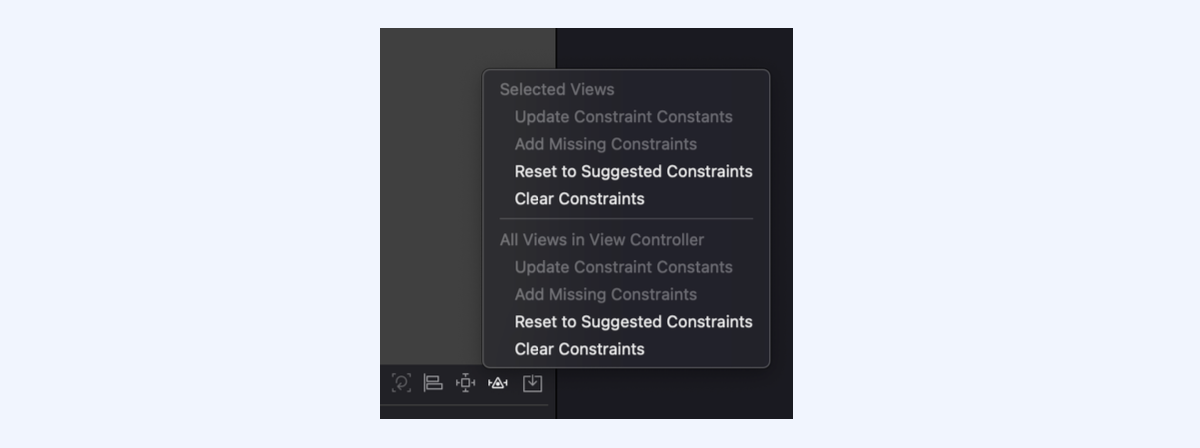 Selected Views
Update Constraint Constants
Add Missing Constraints
Reset to Suggested Constraints
Clear Constraints
All Views in View Controller
Update Constraint Constants
Add Missing Constraints
Reset to Suggested Constraints
Clear Constraints